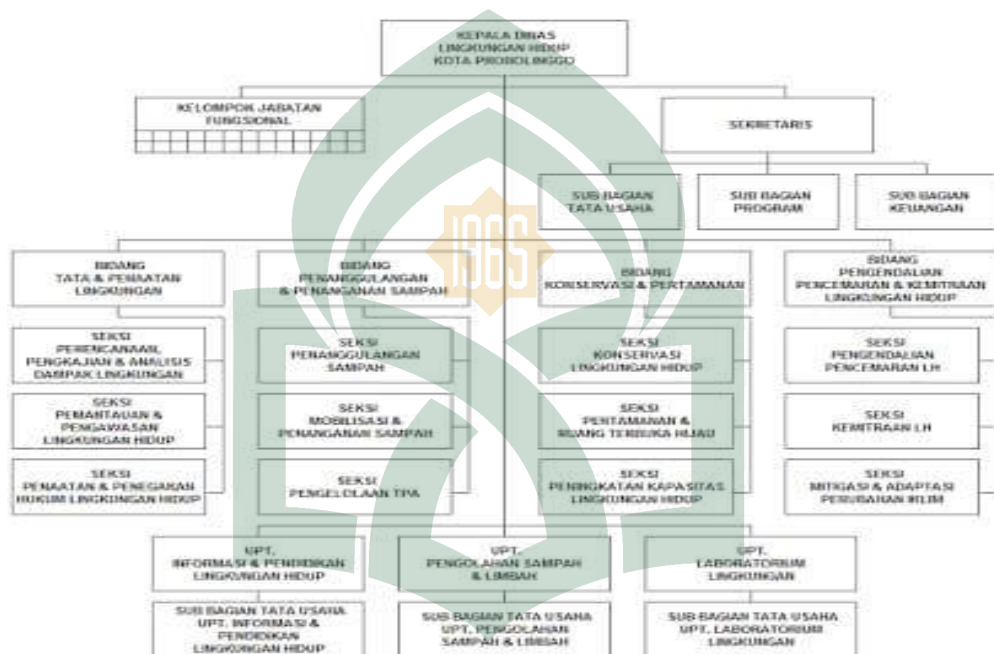 KEPALA DINAS
LINGKUNGAN HIDUP
KOTA PROBOLINGGO
KELOMPOK JABATAN
FUNGSIONAL
SEKRETARIS
SUB BAGIAN
TATA USAHA
SUB BAGIAN
PROGRAM
SUB BAGIAN
KEUANGAN
1965
BIDANG
TATA & PENAATAN
LINGKUNGAN
BIDANG
PENANGGULANGAN
& PENANGANAN SAMPAH
BIDANG
KONSERVASI & PERTAMANAN
BIDANG
PENGENDALIAN
PENCEMARAN & KEMITRAAN
LINGKUNGAN HIDUP
SEKSI
PERENCANAAN,
PENGKAJIAN & ANALISIS
DAMPAK LINGKUNGAN
SEKSI
PENANGGULANGAN
SAMPAH
SEKSI
KONSERVASI
LINGKUNGAN HIDUP
SEKSI
PENGENDALIAN
PENCEMARAN LH
SEKSI
PEMANTAUAN &
PENGAWASAN
LINGKUNGAN HIDUP
SEKSI
MOBILISASI &
PENANGANAN SAMPAH
SEKSI
PERTAMANAN &
RUANG TERBUKA HIJAU
SEKSI
KEMITRAAN LH
SEKSI
PENAATAN & PENEGAKAN
HUKUM LINGKUNGAN HIDUP
SEKSI
PENGELOLAAN TPA
SEKSI
PENINGKATAN KAPASITAS
LINGKUNGAN HIDUP
SEKSI
MITIGASI & ADAPTASI
PERUBAHAN IKLIM
UPT.
INFORMASI & PENDIDIKAN
LINGKUNGAN HIDUP
UPT.
PENGOLAHAN SAMPAH
& LIMBAH
UPT.
LABORATORIUM
LINGKUNGAN
SUB BAGIAN TATA USAHA
UPT. INFORMASI &
PENDIDIKAN
LINGKUNGAN HIDUP
SUB BAGIAN TATA USAHA
UPT. PENGOLAHAN
SAMPAH & LIMBAH
SUB BAGIAN TATA USAHA
UPT. LABORATORIUM
LINGKUNGAN